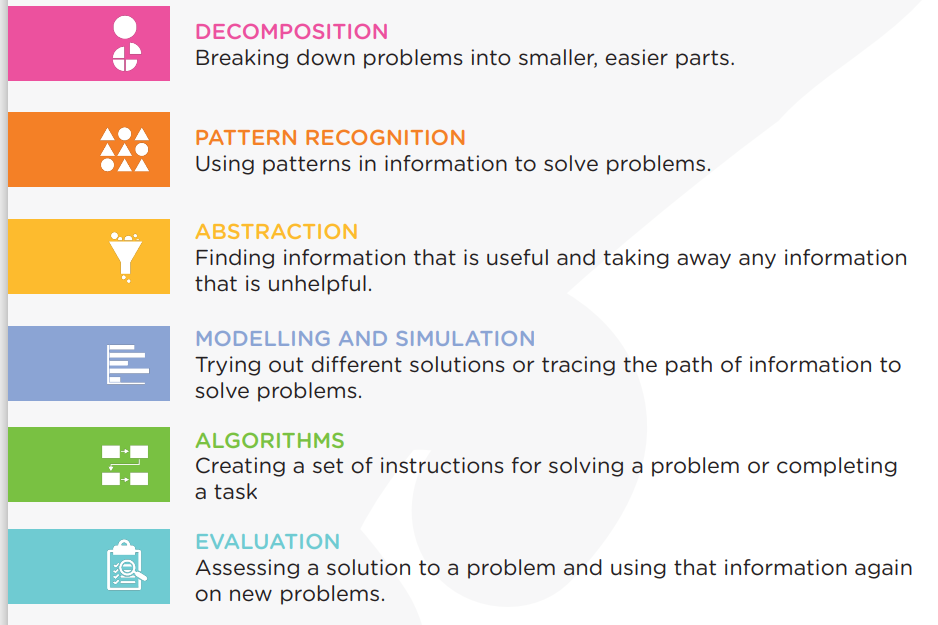 DECOMPOSITION
Breaking down problems into smaller, easier parts.
PATTERN RECOGNITION
Using patterns in information to solve problems.
ABSTRACTION
Finding information that is useful and taking away any information
that is unhelpful.
MODELLING AND SIMULATION
Trying out different solutions or tracing the path of information to
solve problems.
ALGORITHMS
Creating a set of instructions for solving a problem or completing
a task
EVALUATION
Assessing a solution to a problem and using that information again
on new problems.